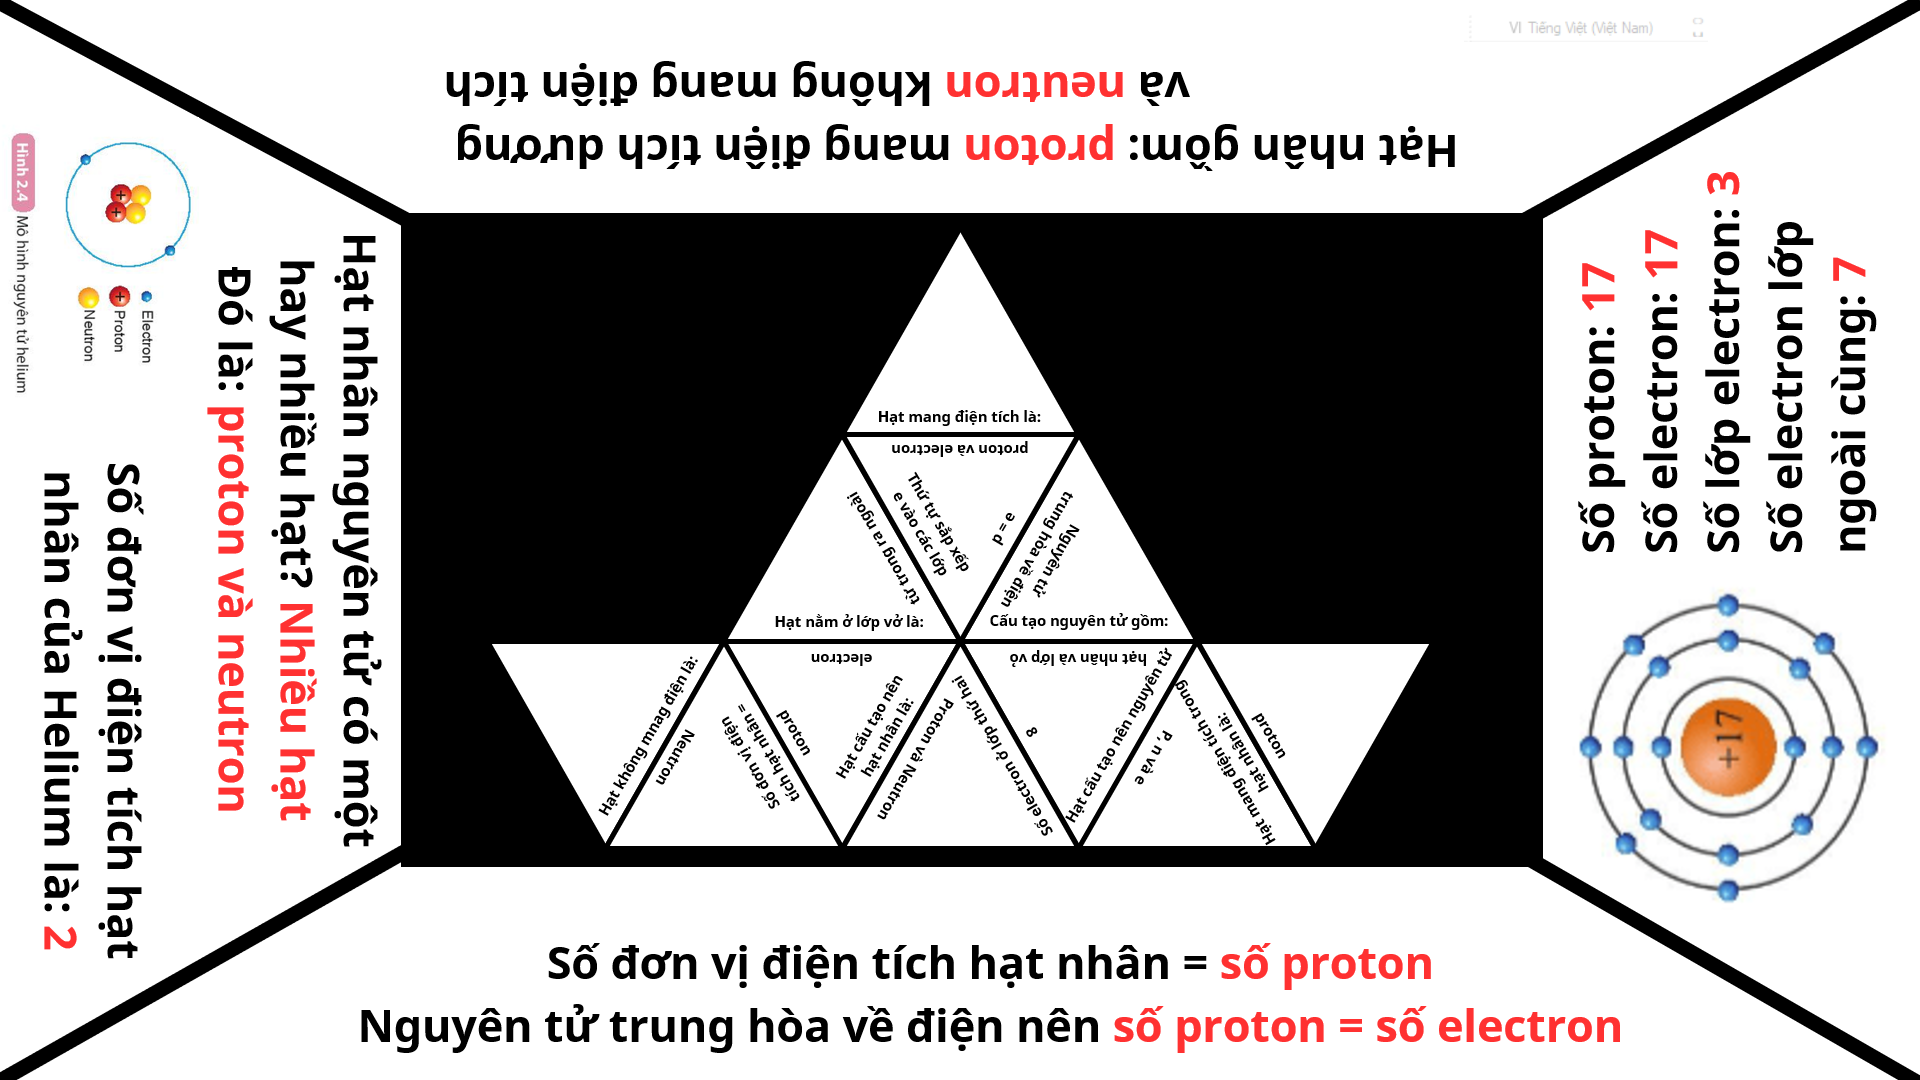 VI Tiếng Việt (Việt Nam)
Hạt nhân gồm: proton mang điện tích dương
và neutron không mang điện tích
Hạt nhân nguyên tử có một
hay nhiều hạt? Nhiều hạt
Đó là: proton và neutron
Electron
Proton
Neutron
Hình 2.4 Mô hình nguyên tử helium
Số đơn vị điện tích hạt
nhân của Helium là: 2
Hạt mang điện tích là:
proton và electron
Thứ tự sắp xếp
e vào các lớp
từ trong ra ngoài
p = e
Nguyên tử
trung hòa về điện
Hạt nằm ở lớp vở là:
electron
Cấu tạo nguyên tử gồm:
hạt nhân và lớp vỏ
Hạt không mmag điện là:
Neutron
Số đơn vị điện
tích hạt nhân =
proton
Hạt cấu tạo nên
hạt nhân là:
Proton và Neutron
Số electron ở lớp thứ hai
8
Hạt cấu tạo nên nguyên tử
P, n và e
Hạt mang điện tích trong
hạt nhân là:
proton
Số proton: 17
Số electron: 17
Số lớp electron: 3
Số electron lớp
ngoài cùng: 7
+17
Số đơn vị điện tích hạt nhân = số proton
Nguyên tử trung hòa về điện nên số proton = số electron